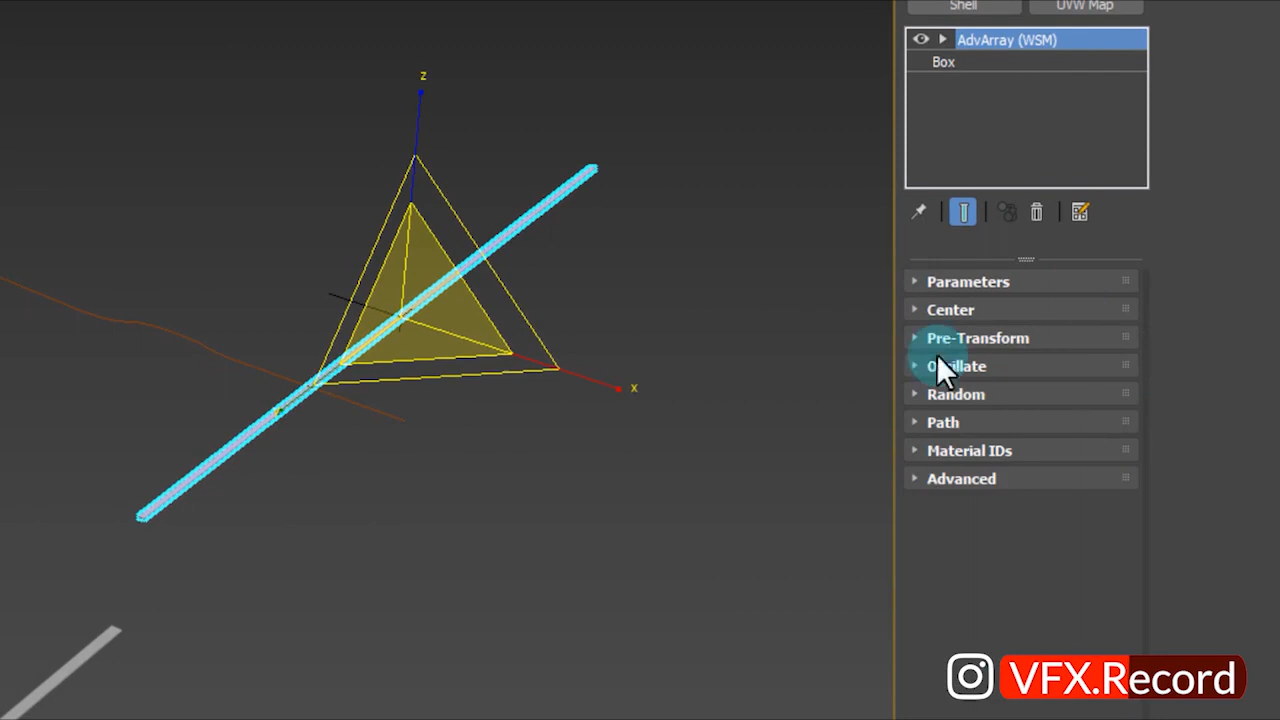 Shell
UVW Map
AdvArray (WSM)
Box
z
x
Parameters
Center
Pre-Transform
Random
Path
Material IDs
Advanced
VFX.Record